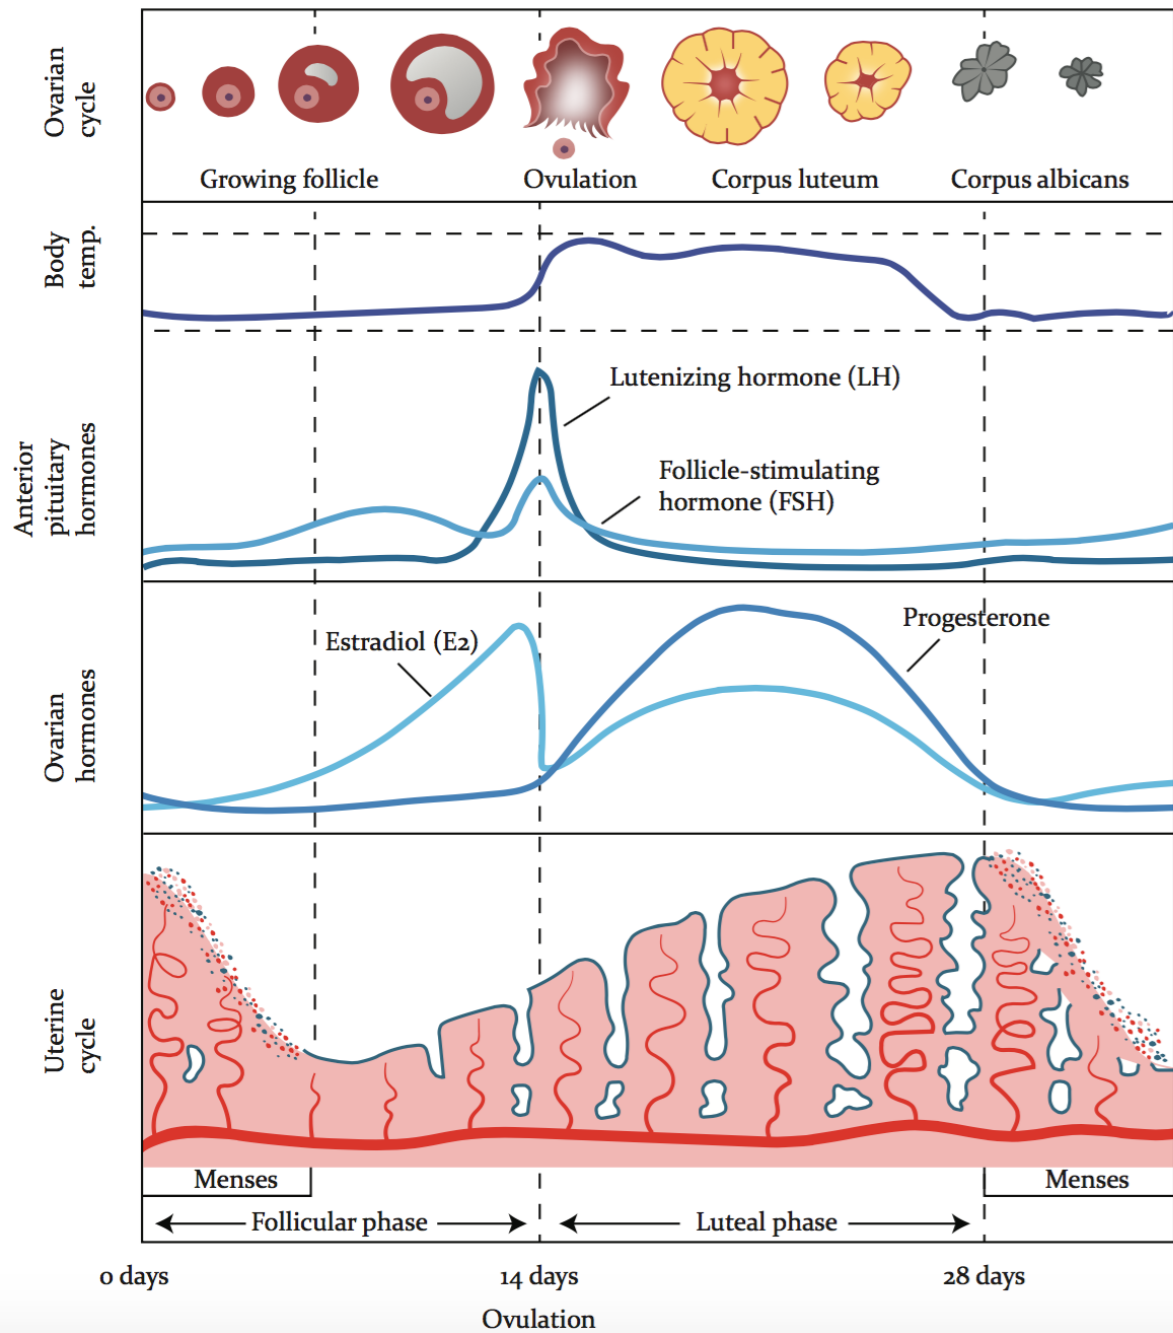 Ovarian
cycle
Growing follicle
Ovulation
Corpus luteum
Corpus albicans
Body
temp.
Anterior
pituitary
hormones
Lutenizing hormone (LH)
Follicle-stimulating
hormone (FSH)
Ovarian
hormones
Estradiol (E2)
Progesterone
Uterine
cycle
Menses
Menses
Follicular phase
Luteal phase
0 days
14 days
28 days
Ovulation